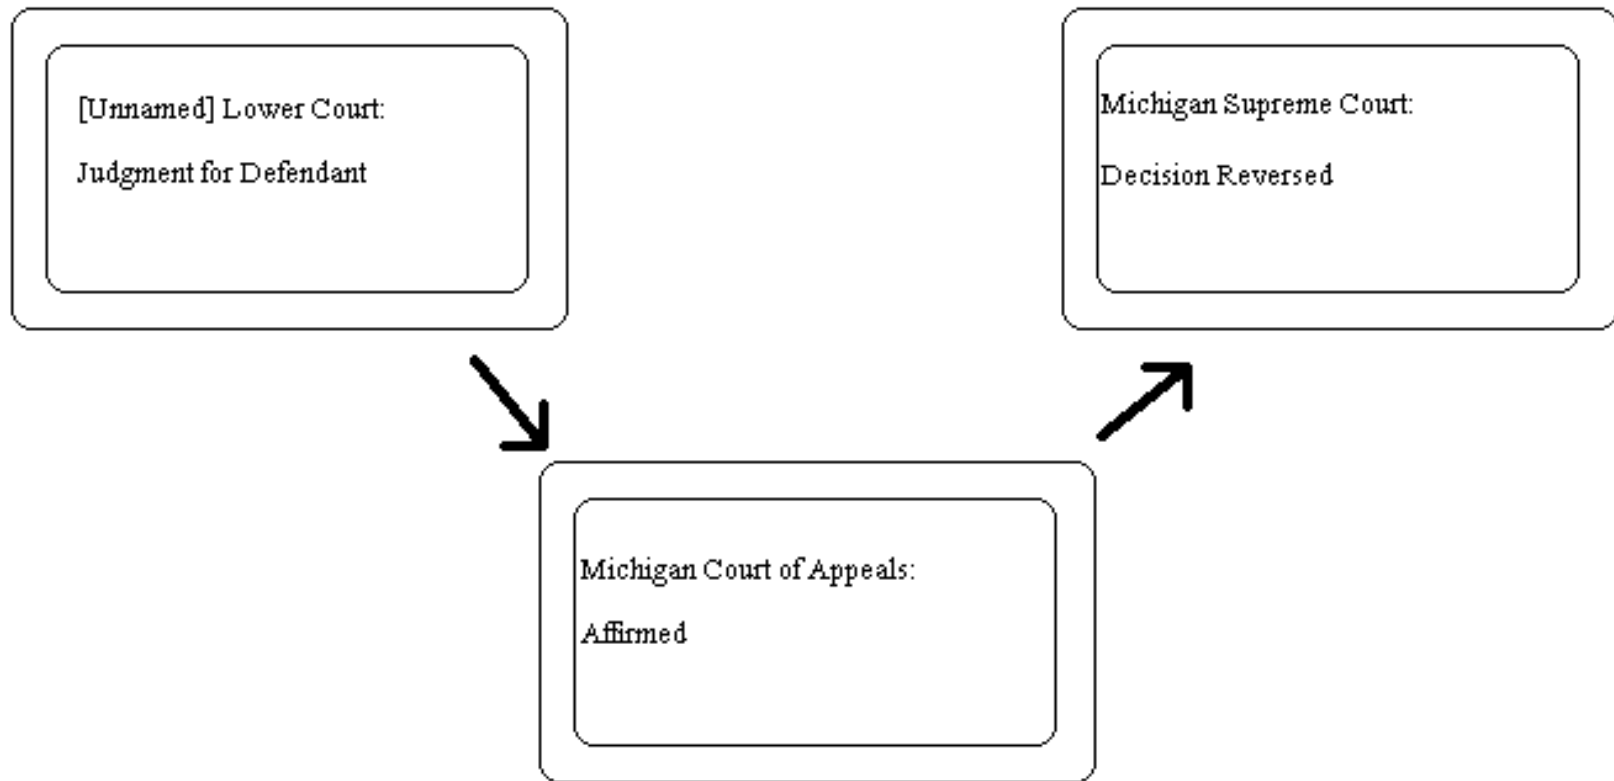 [Unnamed] Lower Court:
Judgment for Defendant
Michigan Court of Appeals:
Affirmed
Michigan Supreme Court:
Decision Reversed